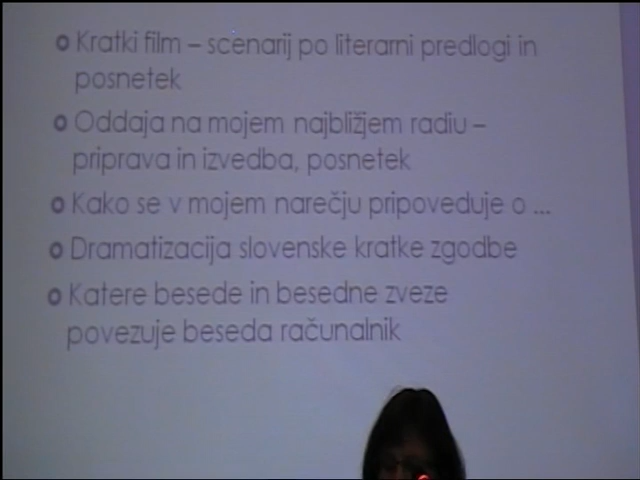 Kratki film – scenarij po literarni predlogi in
posnetek
Oddaja na mojem najbližjem radiu –
priprava in izvedba, posnetek
Kako se v mojem narečju pripoveduje o ...
Dramatizacija slovenske kratke zgodbe
Katere besede in besedne zveze
povezuje beseda računalnik